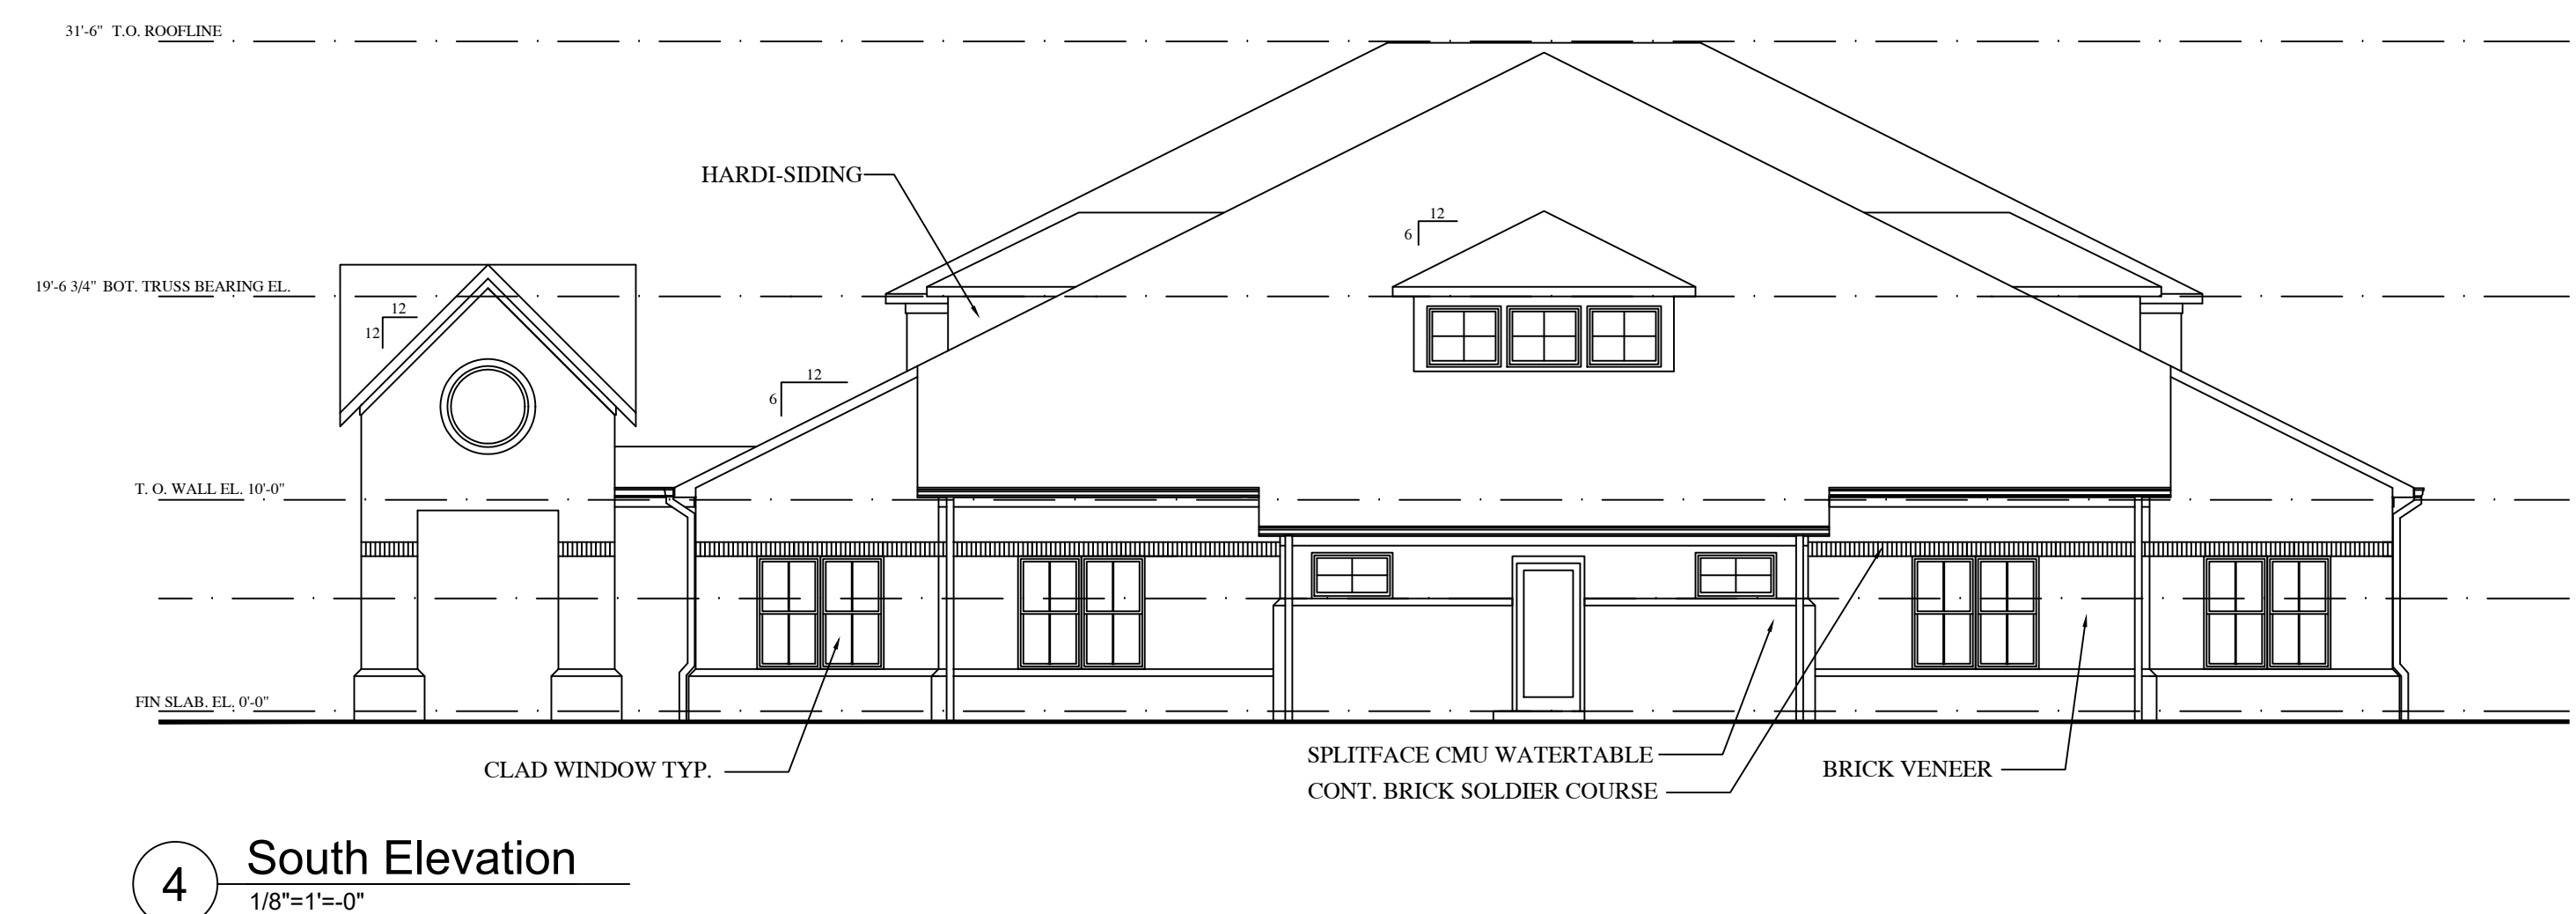 31'-6" T.O. ROOFLINE
HARDI-SIDING
12
6
19'-6 3/4" BOT. TRUSS BEARING EL.
12
12
12
6
T. O. WALL EL. 10'-0"
FIN SLAB. EL. 0'-0"
SPLITFACE CMU WATERTABLE
CLAD WINDOW TYP.
BRICK VENEER
CONT. BRICK SOLDIER COURSE
4
South Elevation
1/8"=1'=-0"